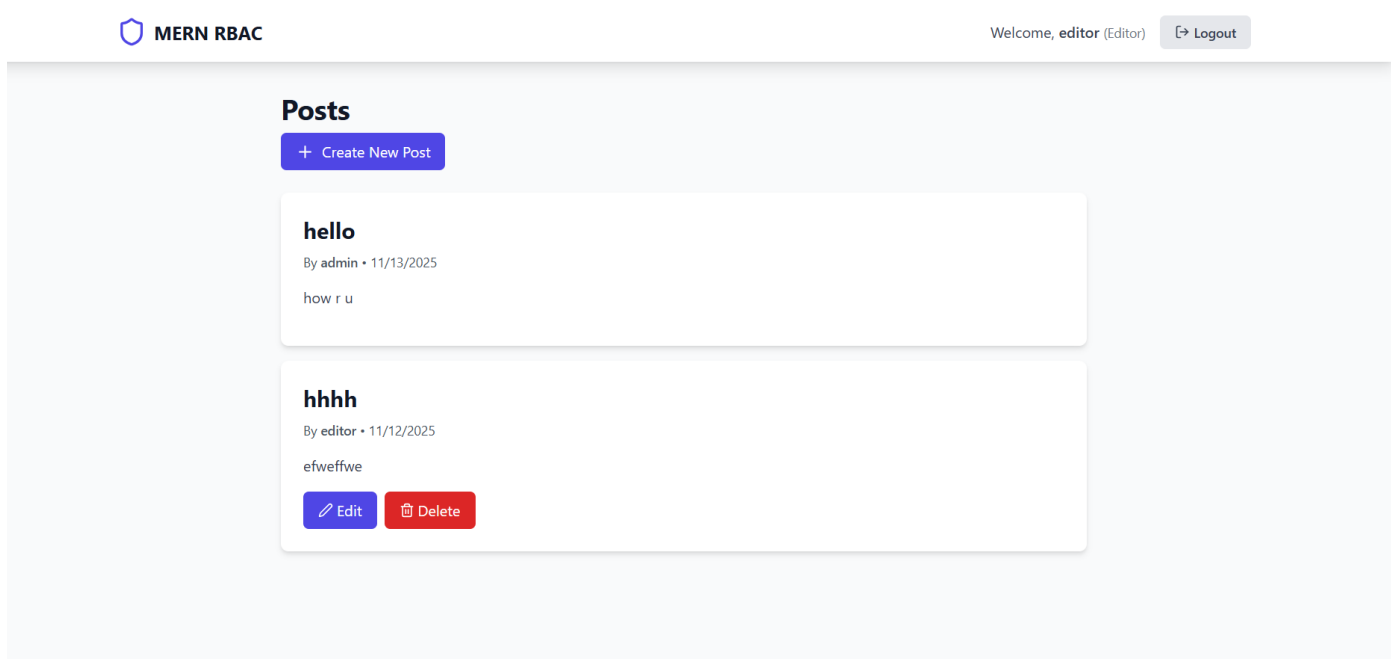 MERN RBAC
Welcome, editor (Editor)
Logout
Posts
Create New Post
hello
By admin • 11/13/2025
how r u
hhhh
By editor • 11/12/2025
efweffwe
Edit
Delete